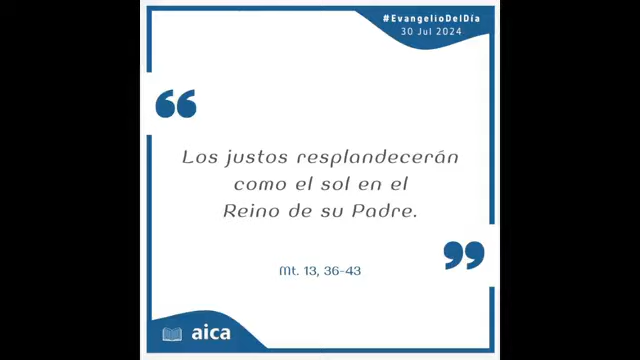 #EvangelioDelDía
30 Jul 2024
Los justos resplandecerán
como el sol en el
Reino de su Padre.
Mt. 13, 36-43
aica